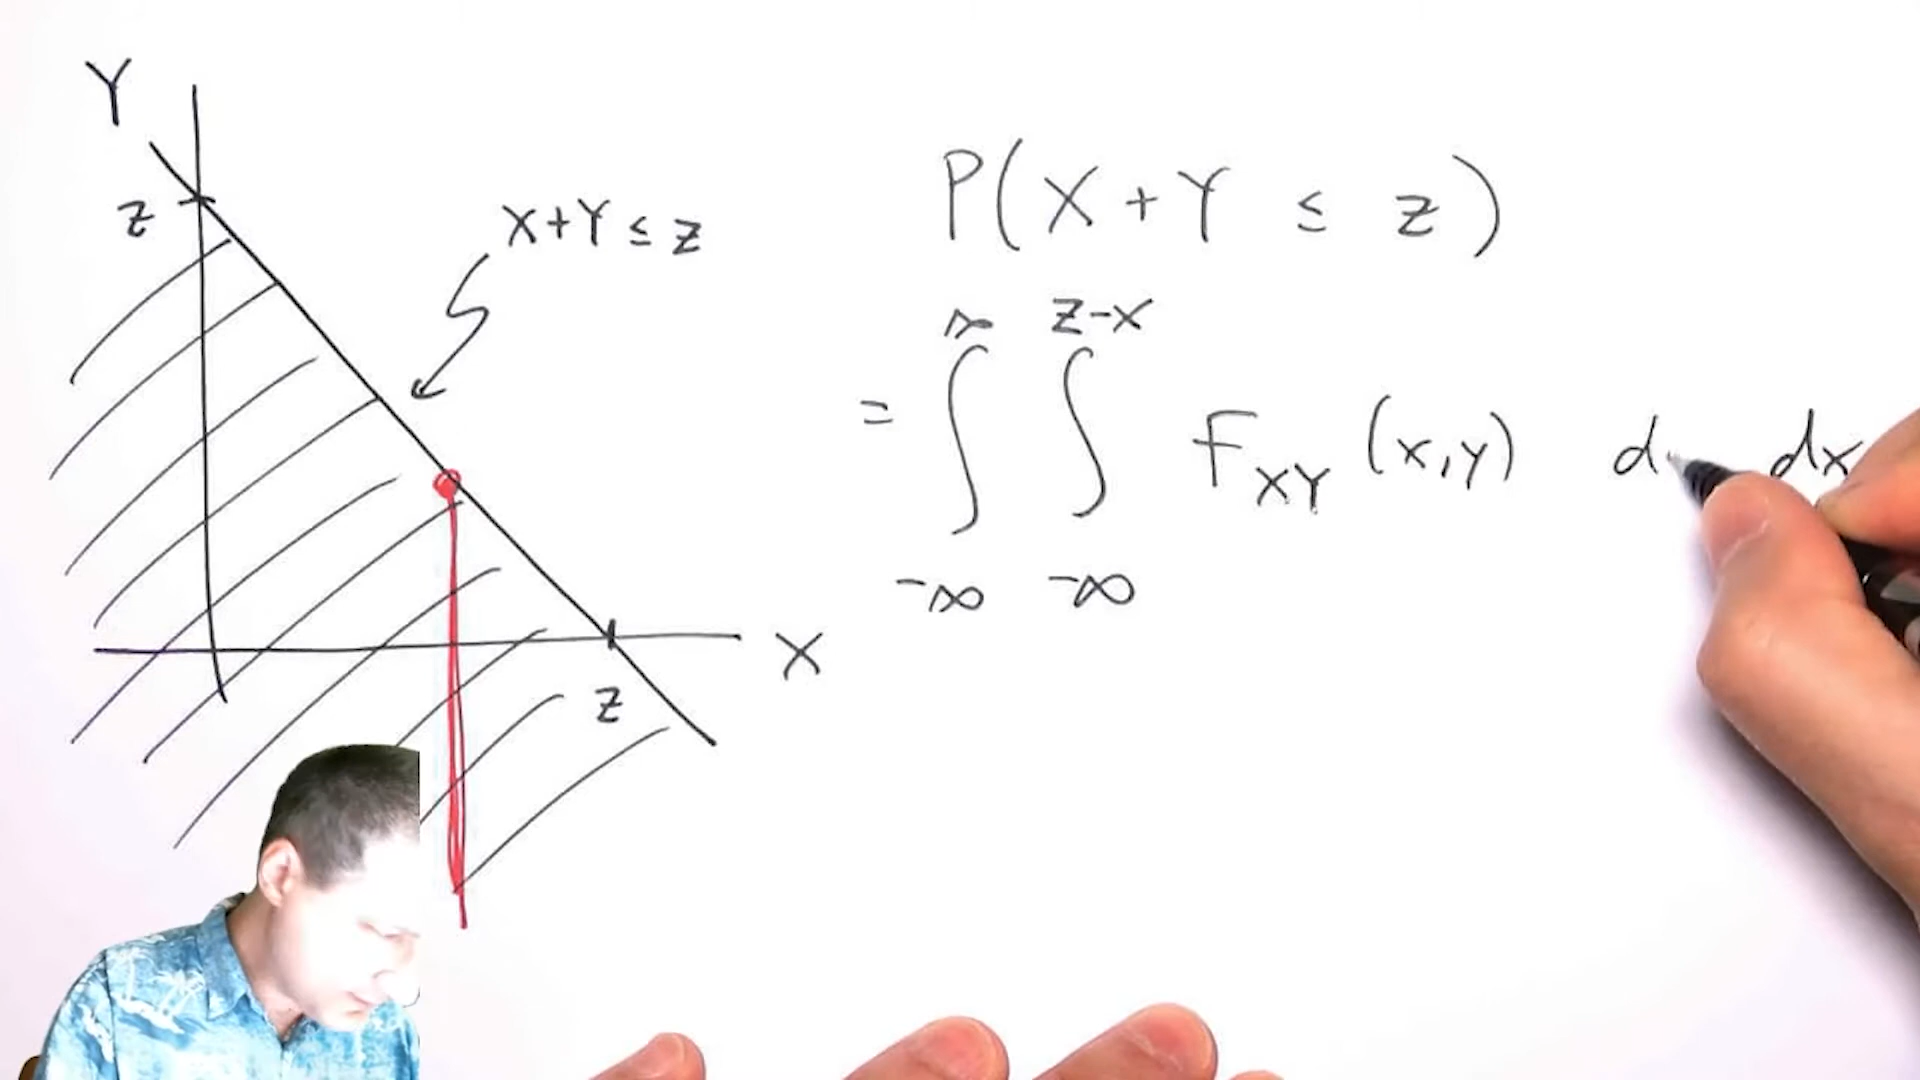 Y
z
X+Y ≤ z
X
z
P(X+Y ≤ z)
∞ z-x
= ∫ ∫ F_XY (x,y) d dx
-∞ -∞